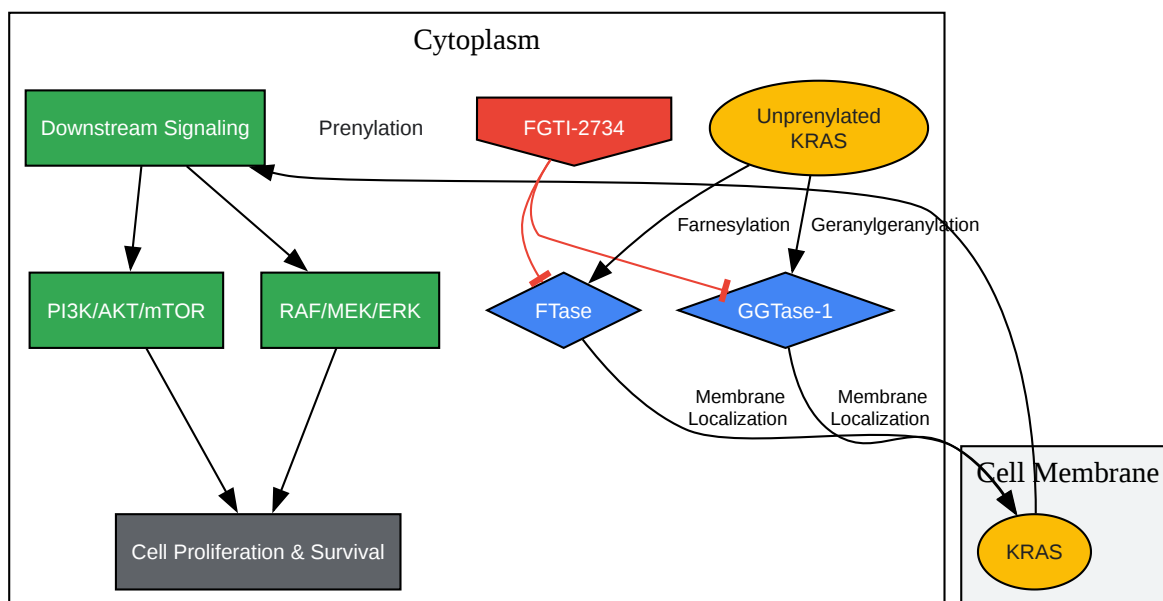 Cytoplasm
Downstream Signaling
Prenylation
FGTI-2734
Unprenylated
KRAS
Farnesylation
Geranylgeranylation
PI3K/AKT/mTOR
RAF/MEK/ERK
FTase
GGTase-1
Membrane
Localization
Membrane
Localization
Cell Membrane
Cell Proliferation & Survival
KRAS